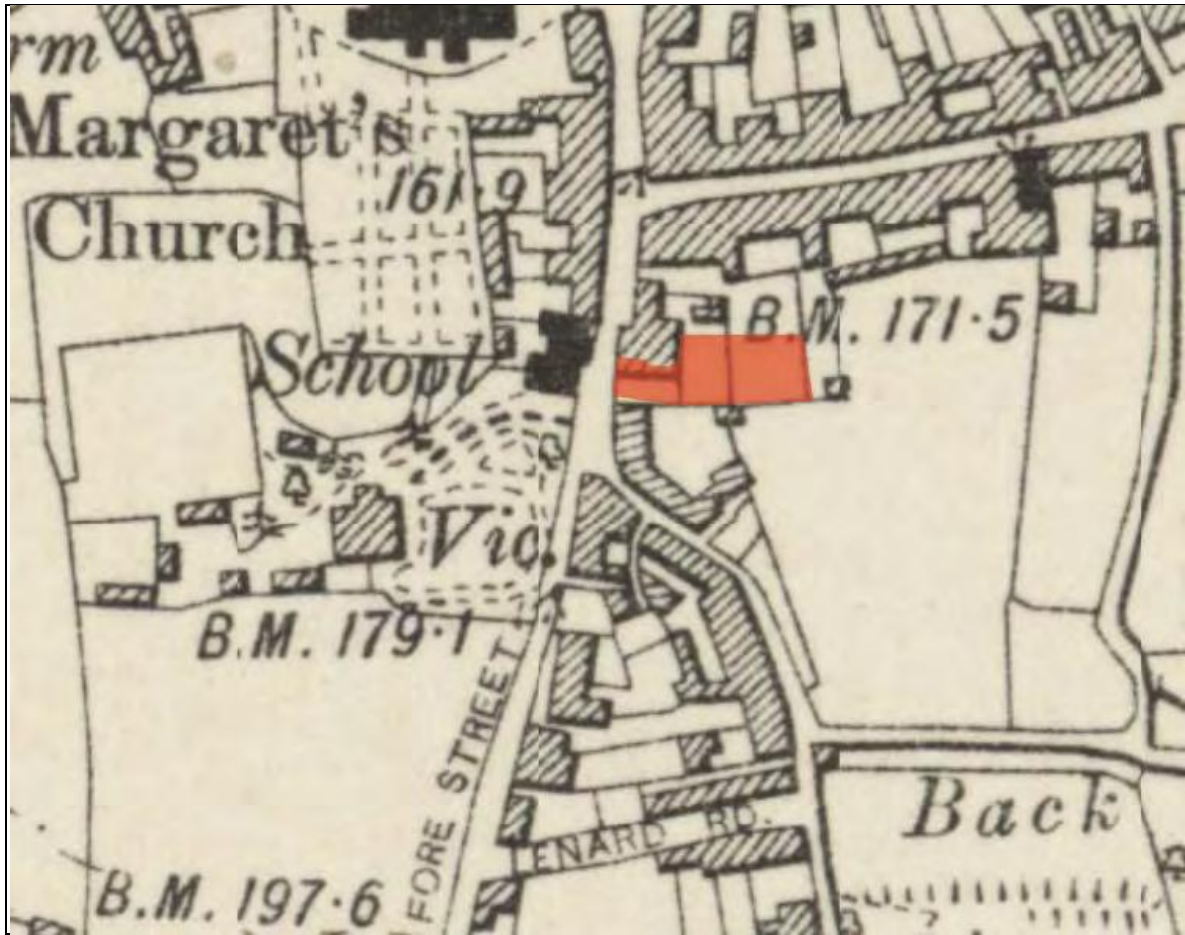 rm
Margaret's
161·9
Church
B.M. 171·5
School
Vic.
B.M. 179·1
FORE STREET
ENARD RD.
Back
B.M. 197·6